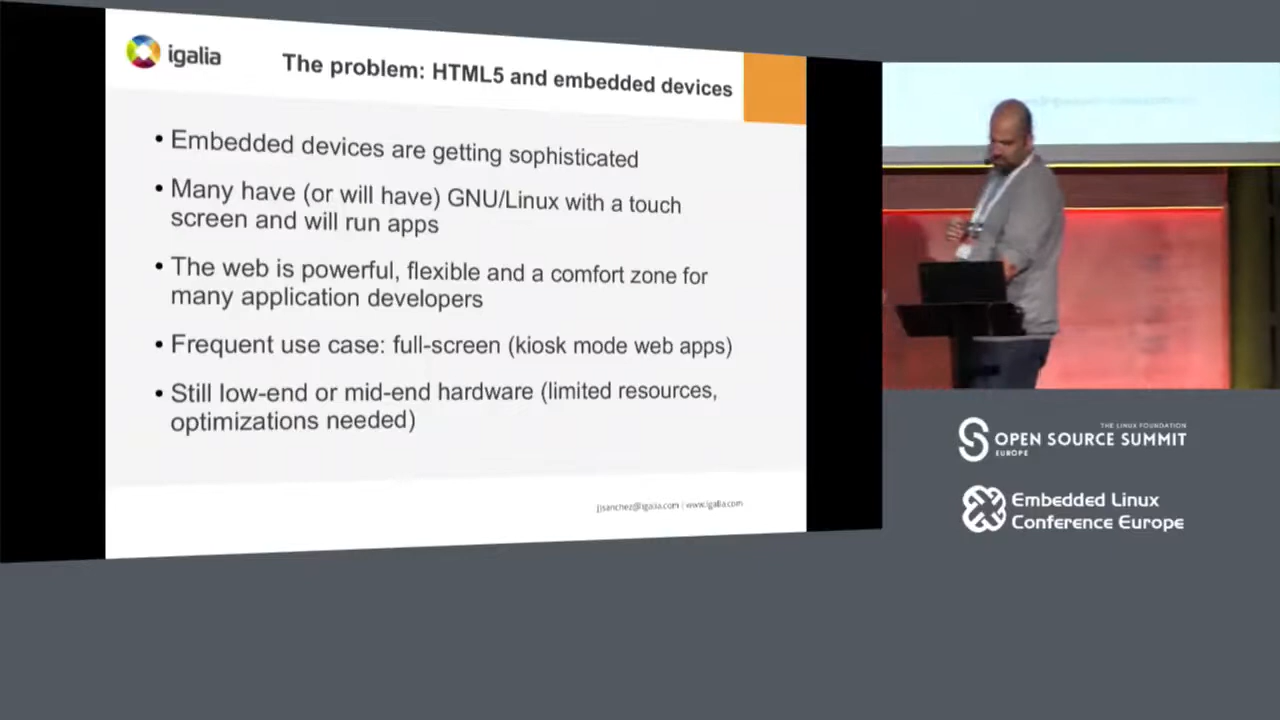 igalia
The problem: HTML5 and embedded devices
• Embedded devices are getting sophisticated
• Many have (or will have) GNU/Linux with a touch
screen and will run apps
• The web is powerful, flexible and a comfort zone for
many application developers
• Frequent use case: full-screen (kiosk mode web apps)
• Still low-end or mid-end hardware (limited resources,
optimizations needed)
jjsanchez@igalia.com | www.igalia.com
THE LINUX FOUNDATION
OPEN SOURCE SUMMIT
EUROPE
Embedded Linux
Conference Europe